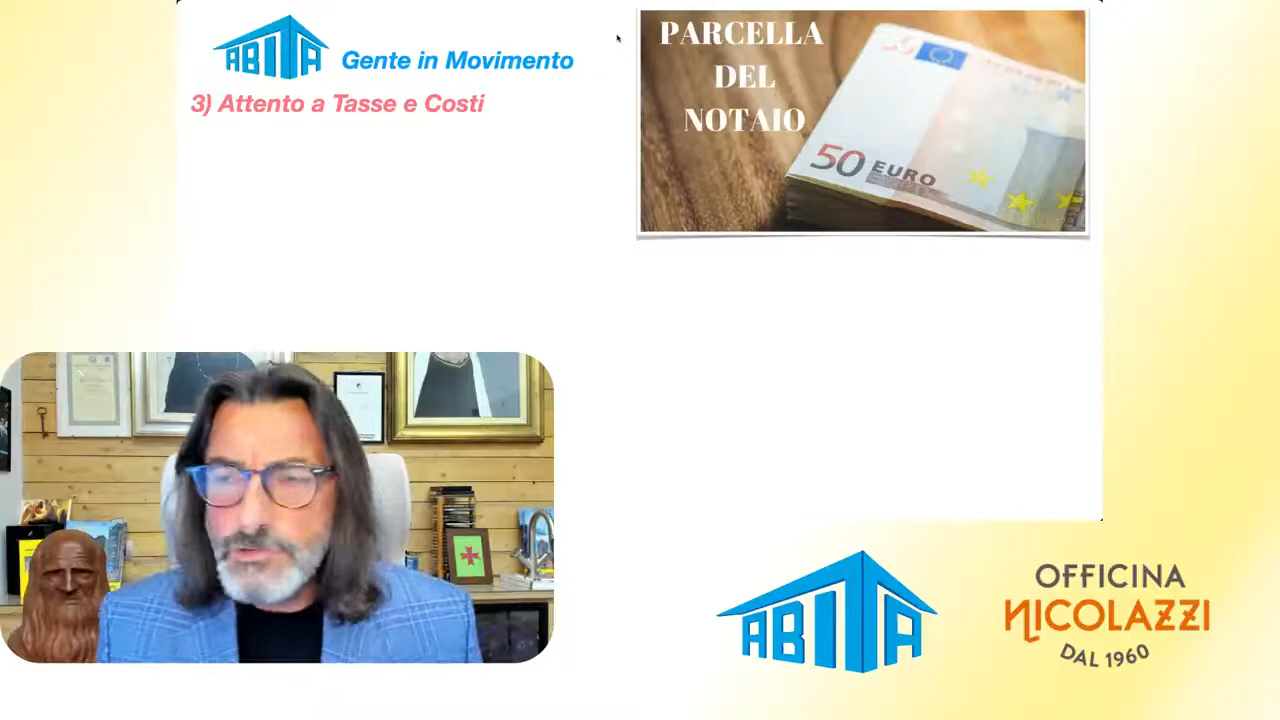 ABITA
Gente in Movimento
3) Attento a Tasse e Costi
PARCELLA
DEL
NOTAIO
50 EURO
ABITA
OFFICINA
NICOLAZZI
DAL 1960